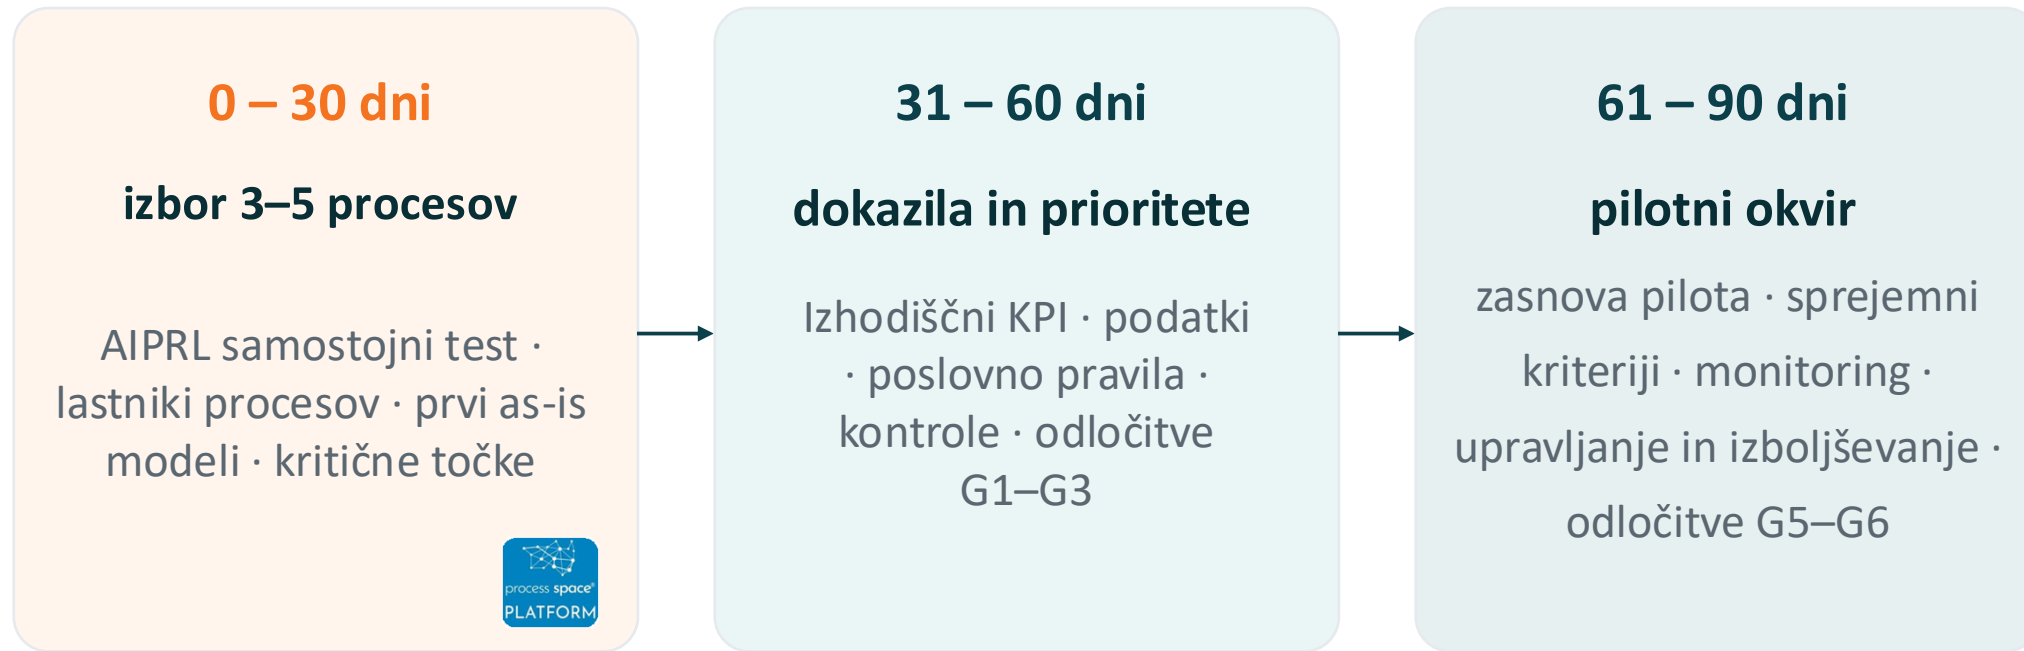 0 – 30 dni
izbor 3–5 procesov
AIPRL samostojni test ·
lastniki procesov · prvi as-is
modeli · kritične točke
process space®
PLATFORM
31 – 60 dni
dokazila in prioritete
Izhodiščni KPI · podatki
· poslovno pravila ·
kontrole · odločitve
G1–G3
61 – 90 dni
pilotni okvir
zasnova pilota · sprejemni
kriteriji · monitoring ·
upravljanje in izboljševanje ·
odločitve G5–G6